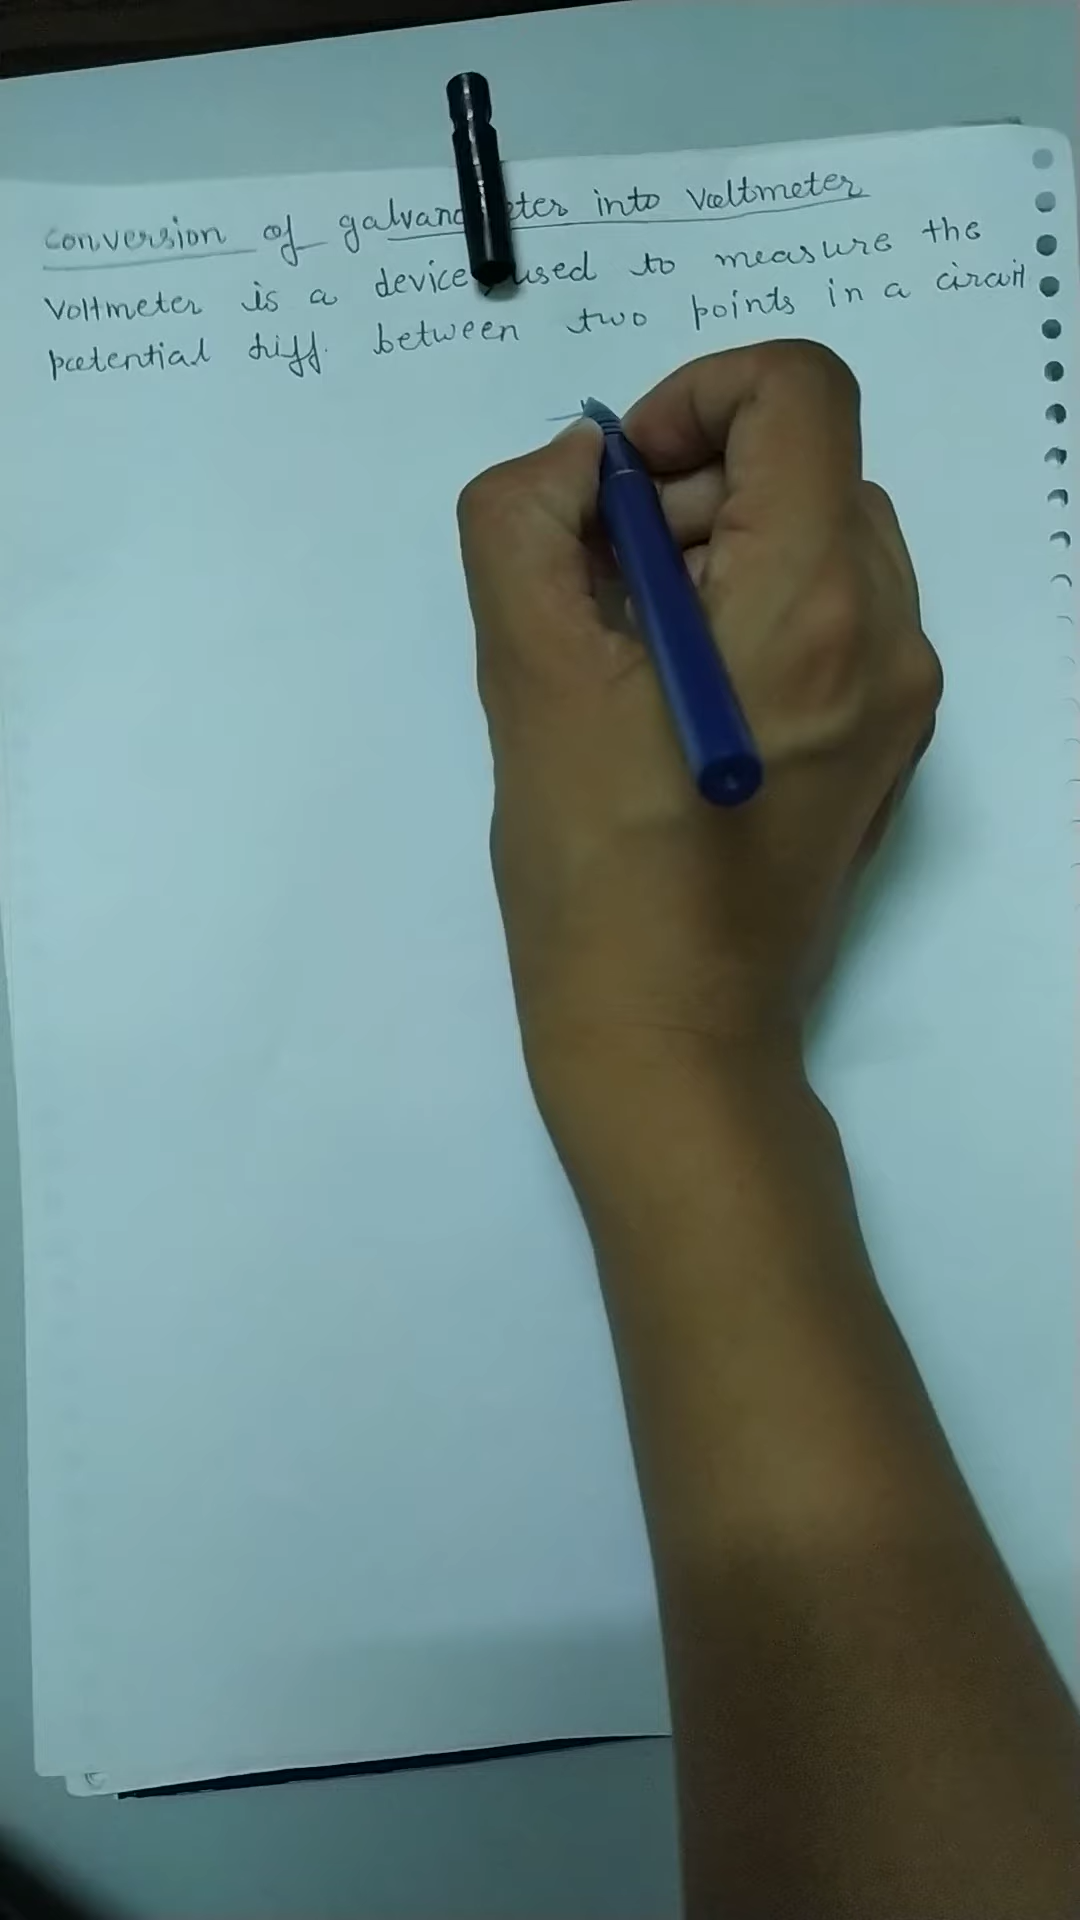 conversion of galvanometer into Voltmeter
Voltmeter is a device, used to measure the
potential diff. between two points in a circuit